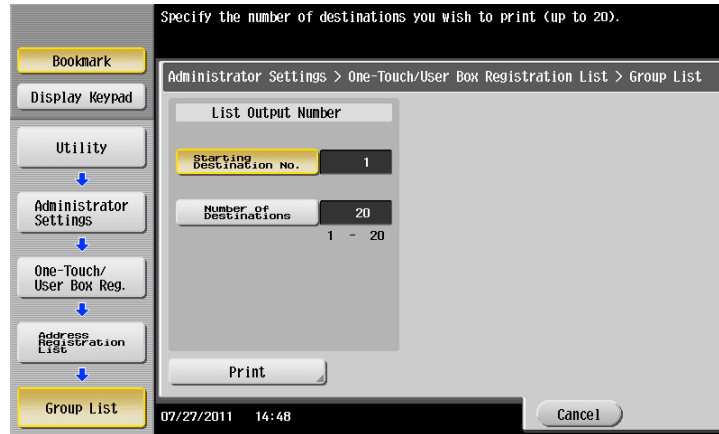 Specify the number of destinations you wish to print (up to 20).
Bookmark
Display Keypad
Utility
Administrator
Settings
One-Touch/
User Box Reg.
Address
Registration
List
Group List
Administrator Settings > One-Touch/User Box Registration List > Group List
List Output Number
Starting
Destination No.
1
Number of
Destinations
20
1 - 20
Print
07/27/2011 14:48
Cancel